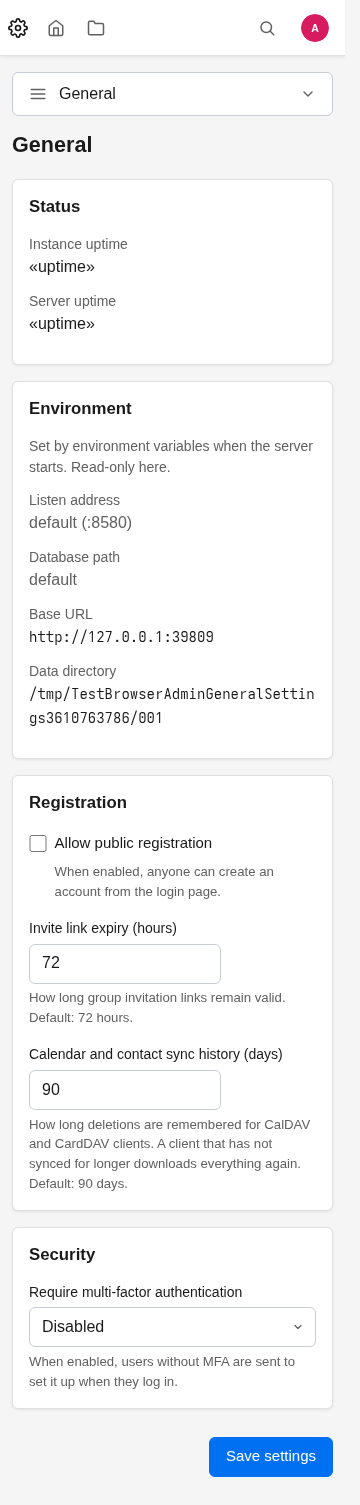 A
General
General
Status
Instance uptime
«uptime»
Server uptime
«uptime»
Environment
Set by environment variables when the server
starts. Read-only here.
Listen address
default (:8580)
Database path
default
Base URL
http://127.0.0.1:39809
Data directory
/tmp/TestBrowserAdminGeneralSettin
gs3610763786/001
Registration
Allow public registration
When enabled, anyone can create an
account from the login page.
Invite link expiry (hours)
72
How long group invitation links remain valid.
Default: 72 hours.
Calendar and contact sync history (days)
90
How long deletions are remembered for CalDAV
and CardDAV clients. A client that has not
synced for longer downloads everything again.
Default: 90 days.
Security
Require multi-factor authentication
Disabled
When enabled, users without MFA are sent to
set it up when they log in.
Save settings